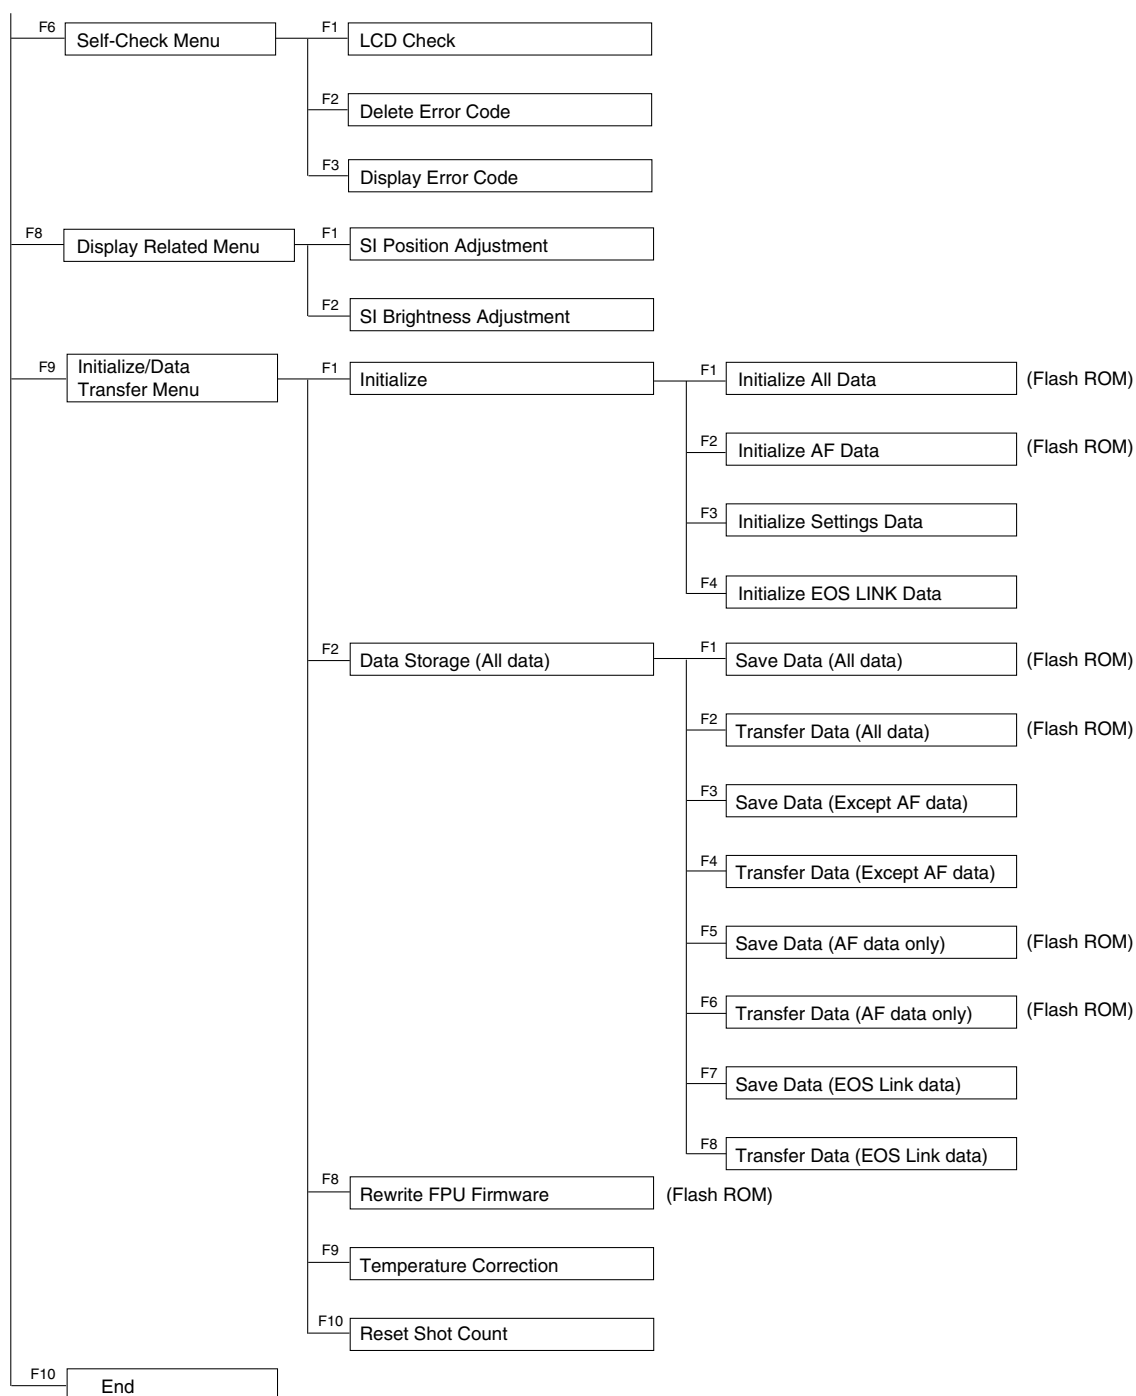 F6 Self-Check Menu F1 LCD Check
F2 Delete Error Code
F3 Display Error Code
F8 Display Related Menu F1 SI Position Adjustment
F2 SI Brightness Adjustment
F9 Initialize/Data
Transfer Menu
F1 Initialize F1 Initialize All Data (Flash ROM)
F2 Initialize AF Data (Flash ROM)
F3 Initialize Settings Data
F4 Initialize EOS LINK Data
F2 Data Storage (All data) F1 Save Data (All data) (Flash ROM)
F2 Transfer Data (All data) (Flash ROM)
F3 Save Data (Except AF data)
F4 Transfer Data (Except AF data)
F5 Save Data (AF data only) (Flash ROM)
F6 Transfer Data (AF data only) (Flash ROM)
F7 Save Data (EOS Link data)
F8 Transfer Data (EOS Link data)
F8 Rewrite FPU Firmware (Flash ROM)
F9 Temperature Correction
F10 Reset Shot Count
F10 End